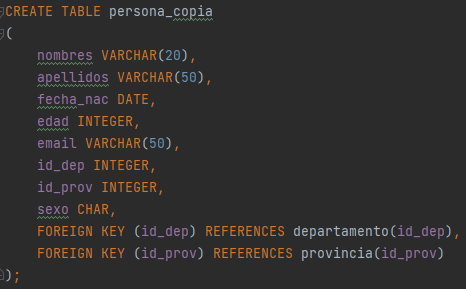 CREATE TABLE persona_copia
(
nombres VARCHAR(20),
apellidos VARCHAR(50),
fecha_nac DATE,
edad INTEGER,
email VARCHAR(50),
id_dep INTEGER,
id_prov INTEGER,
sexo CHAR,
FOREIGN KEY (id_dep) REFERENCES departamento(id_dep),
FOREIGN KEY (id_prov) REFERENCES provincia(id_prov)
);